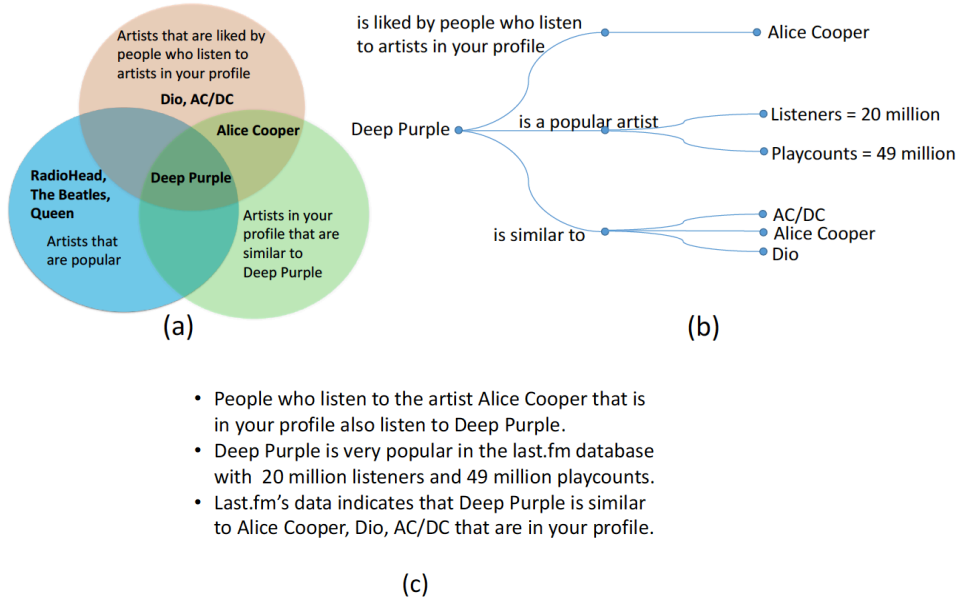 Artists that are liked by
people who listen to
artists in your profile
Dio, AC/DC
Alice Cooper
Deep Purple
RadioHead,
The Beatles,
Queen
Artists that
are popular
Artists in your
profile that are
similar to
Deep Purple
(a)
is liked by people who listen
to artists in your profile
Alice Cooper
Deep Purple
is a popular artist
Listeners = 20 million
Playcounts = 49 million
is similar to
AC/DC
Alice Cooper
Dio
(b)
• People who listen to the artist Alice Cooper that is
in your profile also listen to Deep Purple.
• Deep Purple is very popular in the last.fm database
with 20 million listeners and 49 million playcounts.
• Last.fm’s data indicates that Deep Purple is similar
to Alice Cooper, Dio, AC/DC that are in your profile.
(c)